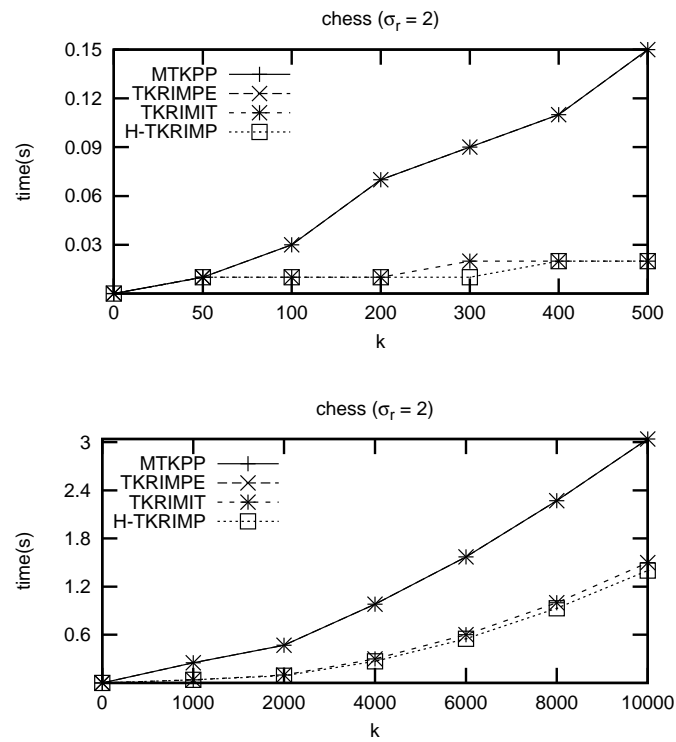 chess (σr = 2)
0.15
0.12
0.09
0.06
0.03
time(s)
MTKPP
TKRIMPE
TKRIMIT
H-TKRIMP
0 50 100 200 300 400 500
k
chess (σr = 2)
3
2.4
1.8
1.2
0.6
time(s)
MTKPP
TKRIMPE
TKRIMIT
H-TKRIMP
0 1000 2000 4000 6000 8000 10000
k